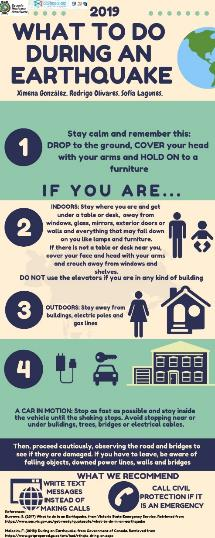 2019
WHAT TO DO
DURING AN
EARTHQUAKE
Ximena González, Rodrigo Olivares, Sofía Lagunes.
1
Stay calm and remember this:
DROP to the ground, COVER your head
with your arms and HOLD ON to a
furniture
IF YOU ARE...
2
INDOORS: Stay where you are and get
under a table or desk, away from
windows, glass, mirrors, exterior doors or
walls and everything that may fall down
on you like lamps and furniture.
If there is not a table or desk near you,
cover your face and head with your arms
and crouch away from windows and
shelves.
DO NOT use the elevators if you are in any kind of building
3
OUTDOORS: Stay away from
buildings, electric poles and
gas lines
4
A CAR IN MOTION: Stop as fast as possible and stay inside
the vehicle until the shaking stops. Avoid stopping near or
under buildings, trees, bridges or electrical cables.
Then, proceed cautiously, observing the road and bridges to
see if they are damaged. If you have to leave, be aware of
falling objects, downed power lines, walls and bridges
WHAT WE RECOMMEND
WRITE TEXT
MESSAGES
INSTEAD OF
MAKING CALLS
CALL CIVIL
PROTECTION IF IT
IS AN EMERGENCY
References: